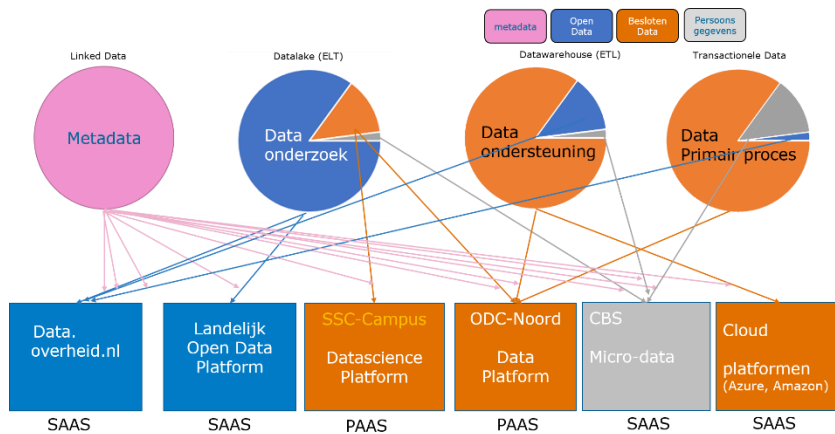 metadata
Open
Data
Besloten
Data
Persoons
gegevens
Linked Data
Datalake (ELT)
Datawarehouse (ETL)
Transactionele Data
Metadata
Data
onderzoek
Data
ondersteuning
Data
Primair proces
Data.
overheid.nl
Landelijk
Open Data
Platform
SSC-Campus
Datascience
Platform
ODC-Noord
Data
Platform
CBS
Micro-data
Cloud
platformen
(Azure, Amazon)
SAAS
SAAS
PAAS
PAAS
SAAS
SAAS